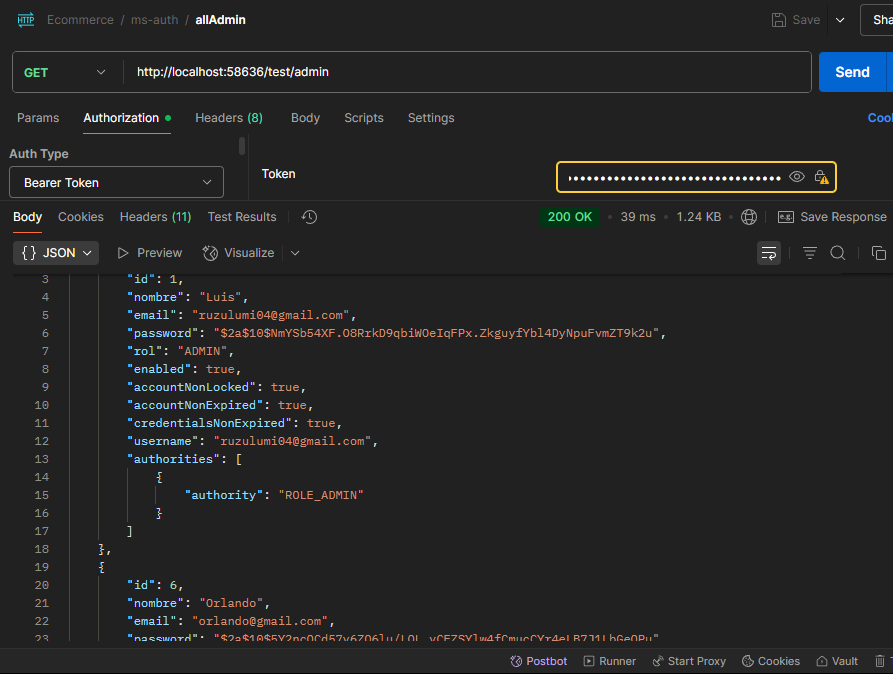 HTTP Ecommerce / ms-auth / allAdmin Save Sha
GET http://localhost:58636/test/admin Send
Params Authorization Headers (8) Body Scripts Settings Cook
Auth Type
Bearer Token
Token
Body Cookies Headers (11) Test Results 200 OK 39 ms 1.24 KB e.g. Save Response
{} JSON Preview Visualize
3 "id": 1,
4 "nombre": "Luis",
5 "email": "ruzulumi04@gmail.com",
6 "password": "$2a$10$NmYSb54XF.O8RrkD9qbiWOeIqFPx.ZkguyfYbl4DyNpuFvmZT9k2u",
7 "rol": "ADMIN",
8 "enabled": true,
9 "accountNonLocked": true,
10 "accountNonExpired": true,
11 "credentialsNonExpired": true,
12 "username": "ruzulumi04@gmail.com",
13 "authorities": [
14 {
15 "authority": "ROLE_ADMIN"
16 }
17 ]
18 },
19 {
20 "id": 6,
21 "nombre": "Orlando",
22 "email": "orlando@gmail.com",
23 "password":
Postbot Runner Start Proxy Cookies Vault